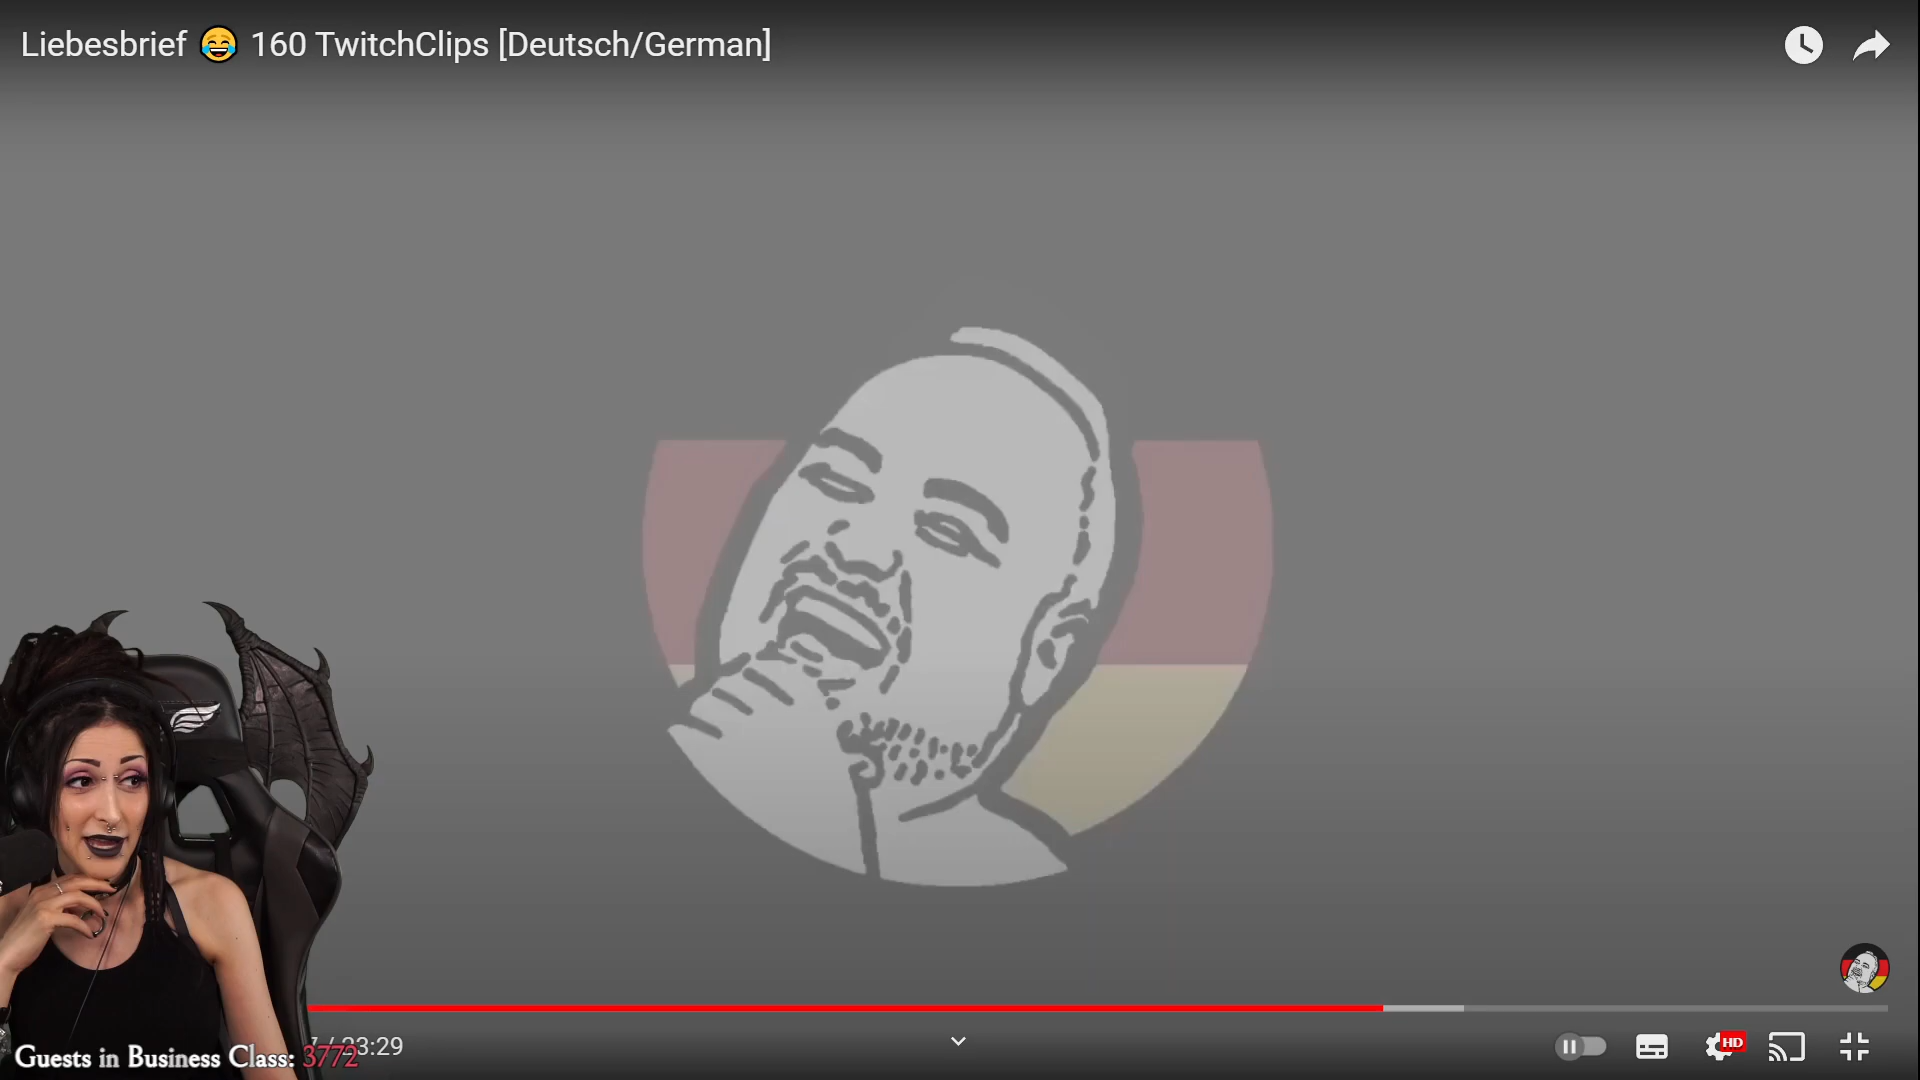 Liebesbrief 😂 160 TwitchClips [Deutsch/German]
/ 23:29
HD
Guests in Business Class: 3772